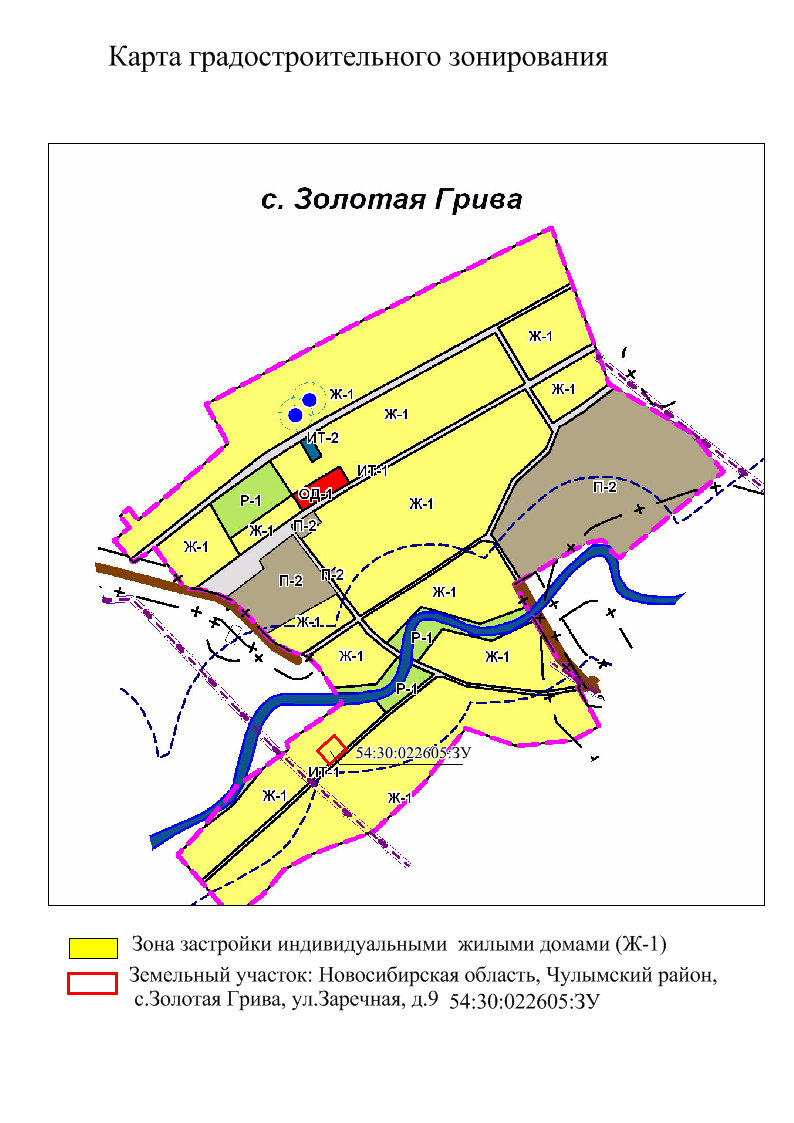 Карта градостроительного зонирования
с. Золотая Грива
Ж-1
Ж-1
Ж-1
Ж-1
ИТ-2
ИТ-1
П-2
Р-1
ОД-1
Ж-1
Ж-1
П-2
Ж-1
П-2
П-2
Ж-1
Ж-1
Р-1
Ж-1
Ж-1
Р-1
54:30:022605:ЗУ
ИТ-1
Ж-1
Ж-1
Зона застройки индивидуальными жилыми домами (Ж-1)
Земельный участок: Новосибирская область, Чулымский район,
с.Золотая Грива, ул.Заречная, д.9 54:30:022605:ЗУ